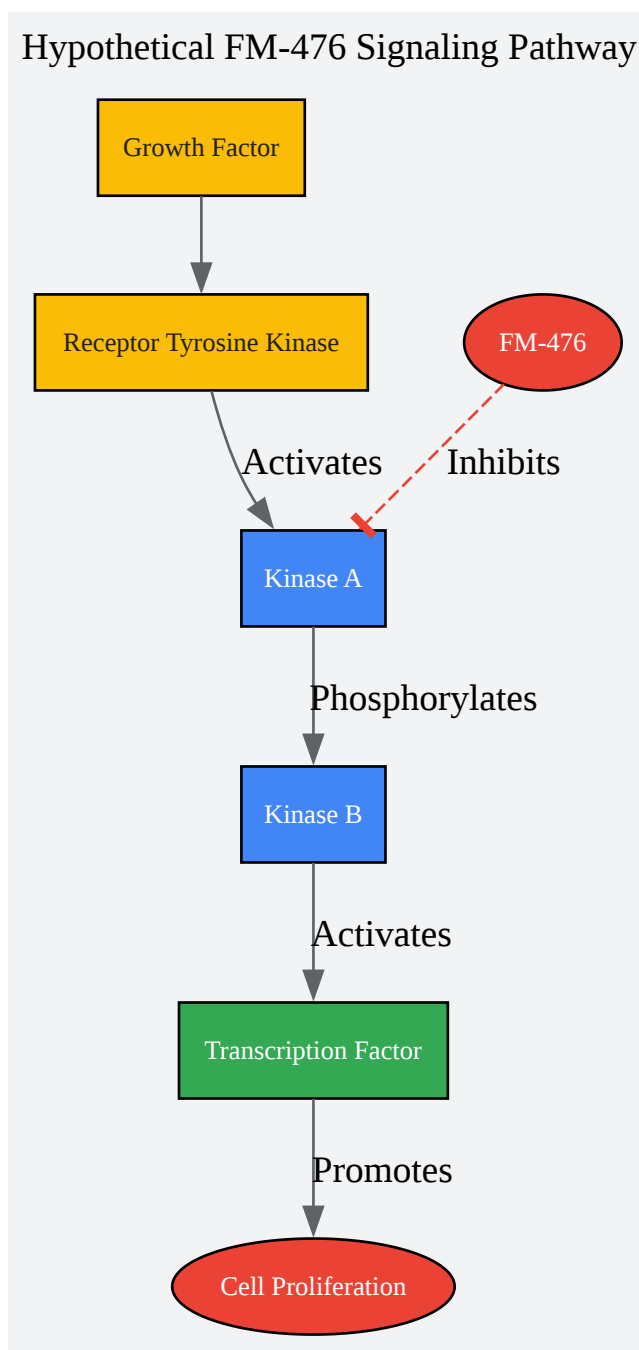 Hypothetical FM-476 Signaling Pathway
Growth Factor
Receptor Tyrosine Kinase
FM-476
Activates
Inhibits
Kinase A
Phosphorylates
Kinase B
Activates
Transcription Factor
Promotes
Cell Proliferation